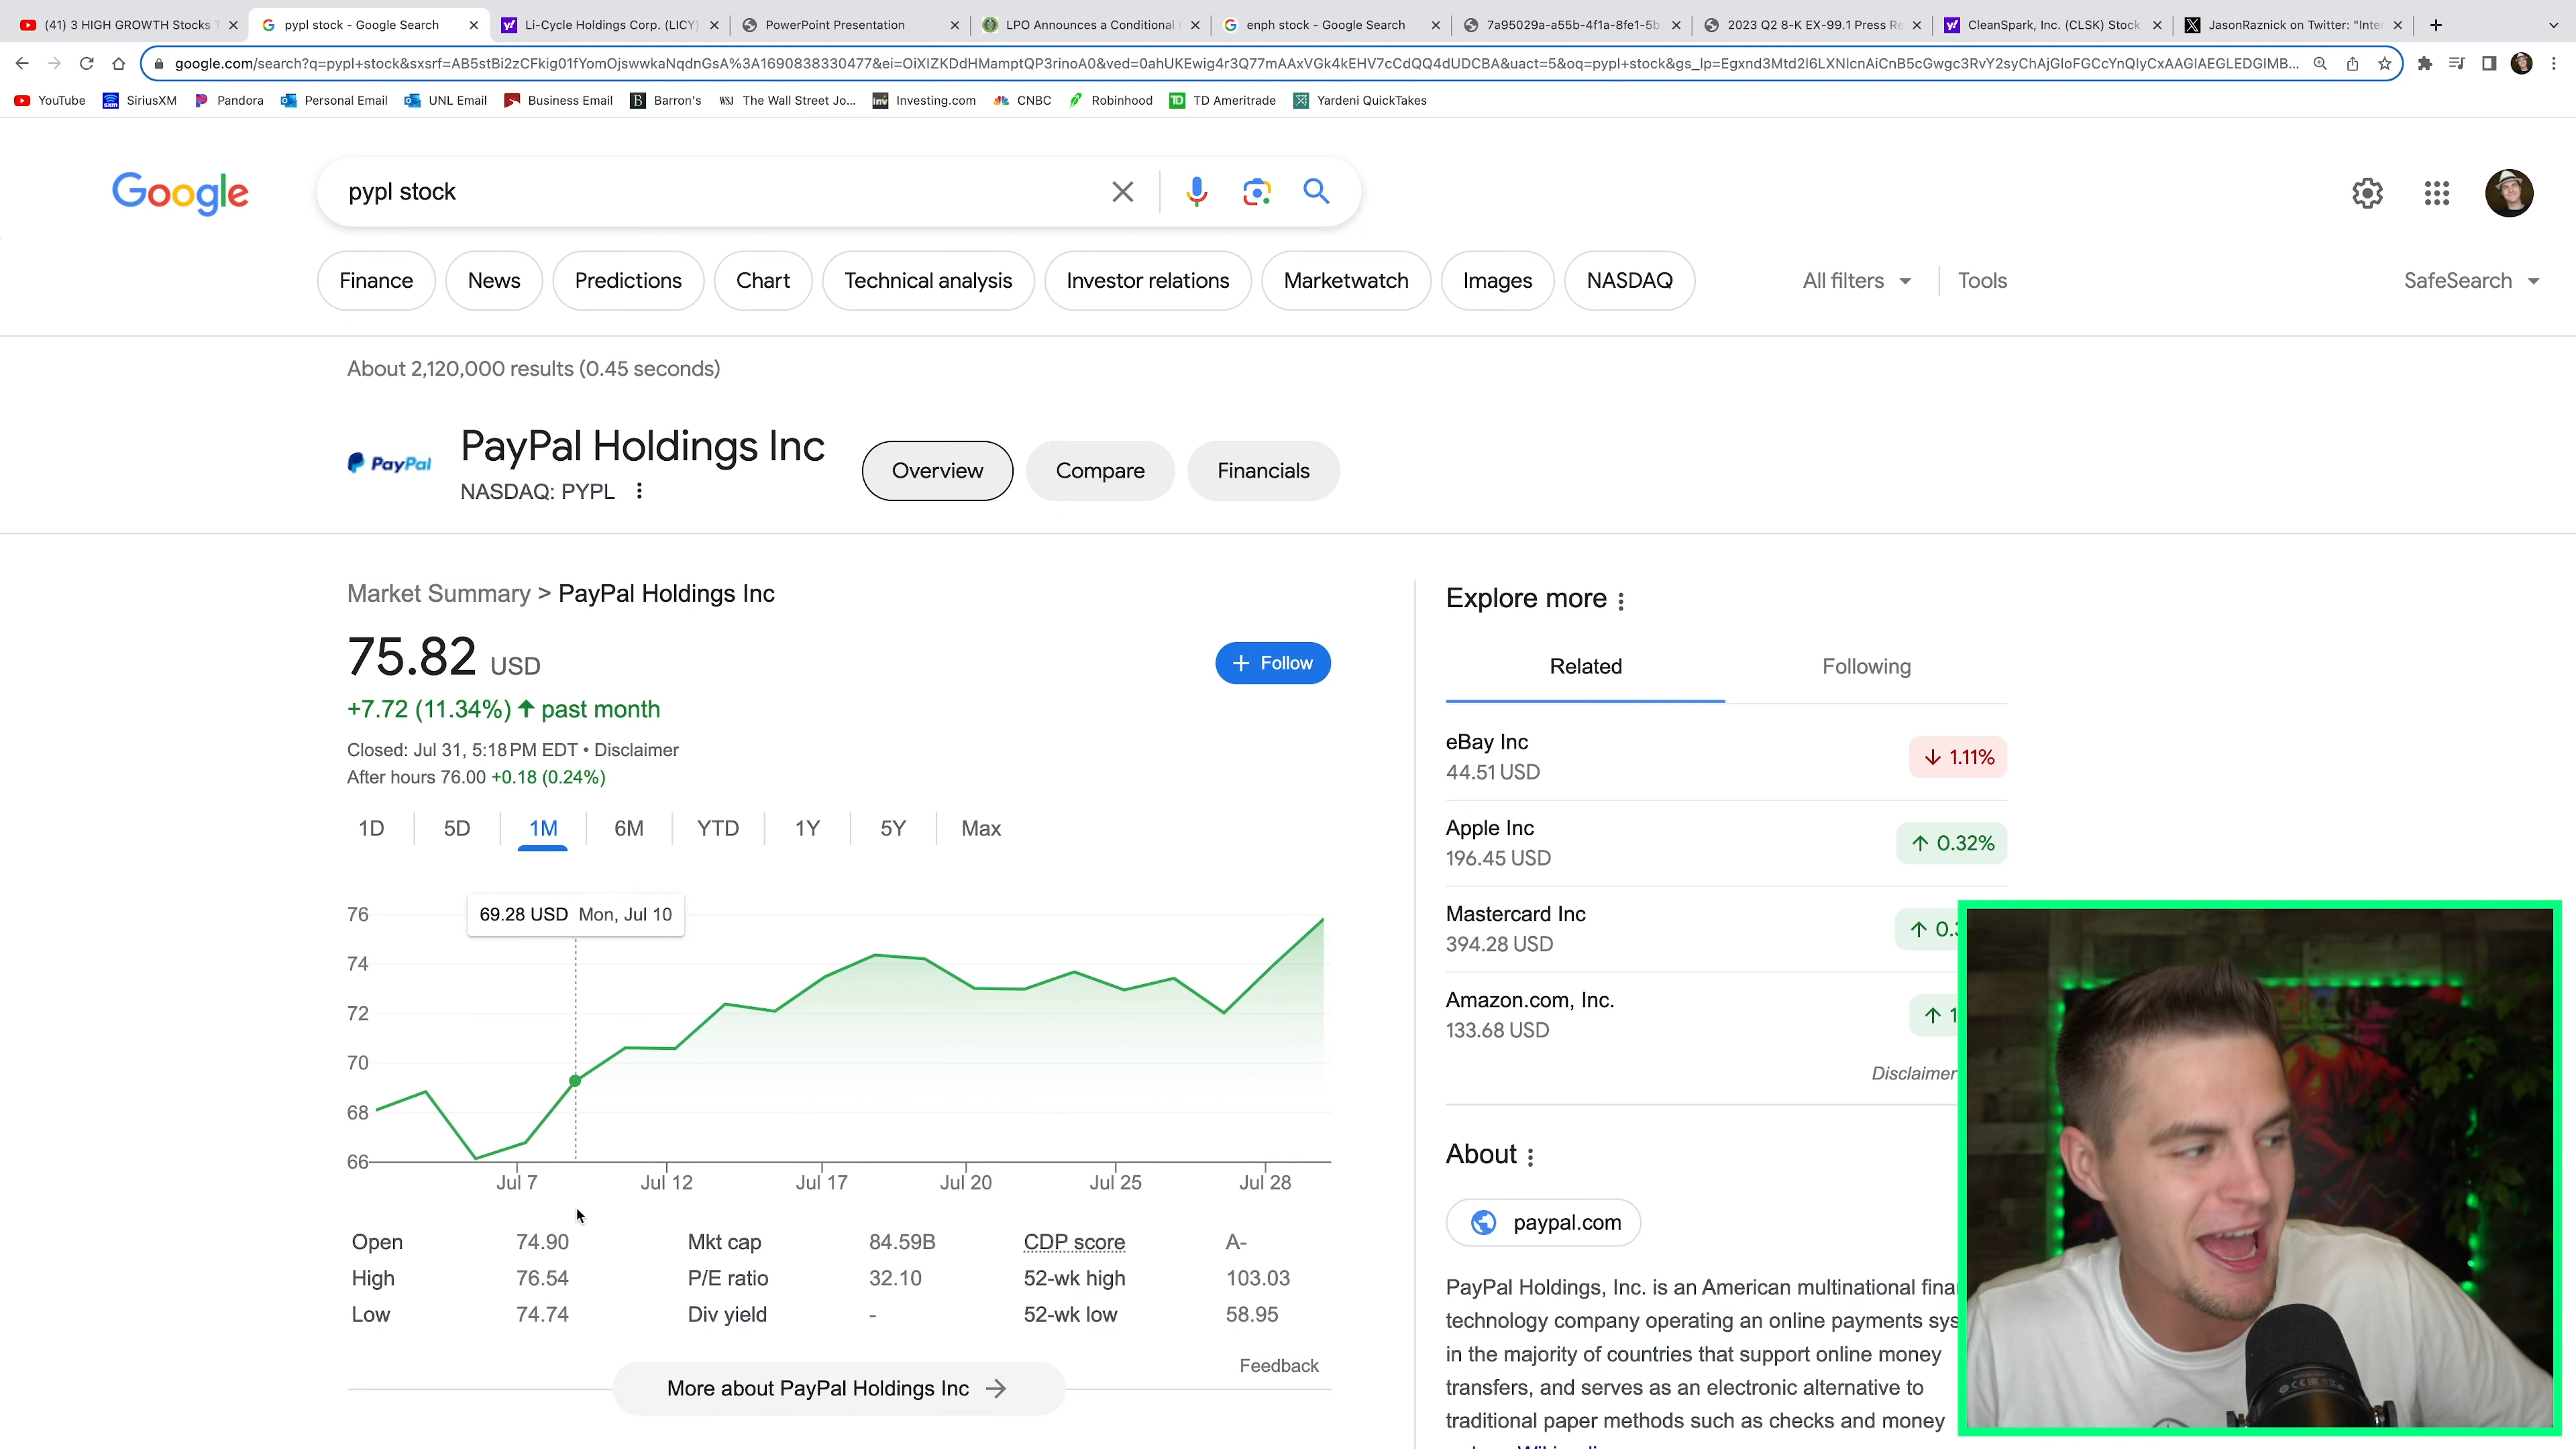 (41) 3 HIGH GROWTH Stocks
pypl stock - Google Search
Li-Cycle Holdings Corp. (LICY)
PowerPoint Presentation
LPO Announces a Conditional
enph stock - Google Search
7a95029a-a55b-4f1a-8fe1-5b
2023 Q2 8-K EX-99.1 Press Re
CleanSpark, Inc. (CLSK) Stock
JasonRaznick on Twitter: "Inter
YouTube
SiriusXM
Pandora
Personal Email
UNL Email
Business Email
Barron's
The Wall Street Jo...
Investing.com
CNBC
Robinhood
TD Ameritrade
Yardeni QuickTakes
Google
pypl stock
Finance
News
Predictions
Chart
Technical analysis
Investor relations
Marketwatch
Images
NASDAQ
All filters
Tools
SafeSearch
About 2,120,000 results (0.45 seconds)
PayPal
PayPal Holdings Inc
NASDAQ: PYPL
Overview
Compare
Financials
Market Summary > PayPal Holdings Inc
75.82 USD
+ Follow
+7.72 (11.34%) ↑ past month
Closed: Jul 31, 5:18 PM EDT • Disclaimer
After hours 76.00 +0.18 (0.24%)
1D
5D
1M
6M
YTD
1Y
5Y
Max
69.28 USD Mon, Jul 10
76
74
72
70
68
66
Jul 7
Jul 12
Jul 17
Jul 20
Jul 25
Jul 28
Open 74.90
Mkt cap 84.59B
CDP score A-
High 76.54
P/E ratio 32.10
52-wk high 103.03
Low 74.74
Div yield -
52-wk low 58.95
Feedback
More about PayPal Holdings Inc →
Explore more
Related
Following
eBay Inc
44.51 USD
↓ 1.11%
Apple Inc
196.45 USD
↑ 0.32%
Mastercard Inc
394.28 USD
↑ 0.3
Amazon.com, Inc.
133.68 USD
↑ 1
Disclaimer
About
paypal.com
PayPal Holdings, Inc. is an American multinational fina
technology company operating an online payments sys
in the majority of countries that support online money
transfers, and serves as an electronic alternative to
traditional paper methods such as checks and money